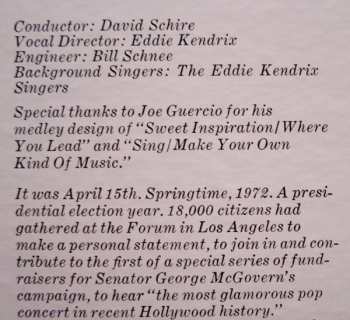 Conductor: David Schire
Vocal Director: Eddie Kendrix
Engineer: Bill Schnee
Background Singers: The Eddie Kendrix
Singers
Special thanks to Joe Guercio for his
medley design of “Sweet Inspiration/Where
You Lead” and “Sing/Make Your Own
Kind Of Music.”
It was April 15th. Springtime, 1972. A presi-
dential election year. 18,000 citizens had
gathered at the Forum in Los Angeles to
make a personal statement, to join in and con-
tribute to the first of a special series of fund-
raisers for Senator George McGovern’s
campaign, to hear “the most glamorous pop
concert in recent Hollywood history.”